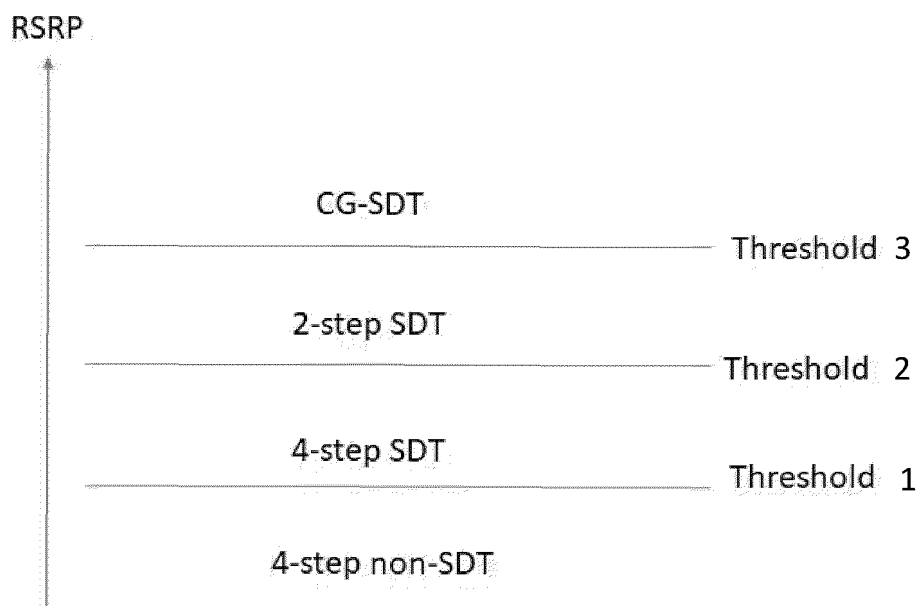 RSRP
CG-SDT
Threshold 3
2-step SDT
Threshold 2
4-step SDT
Threshold 1
4-step non-SDT